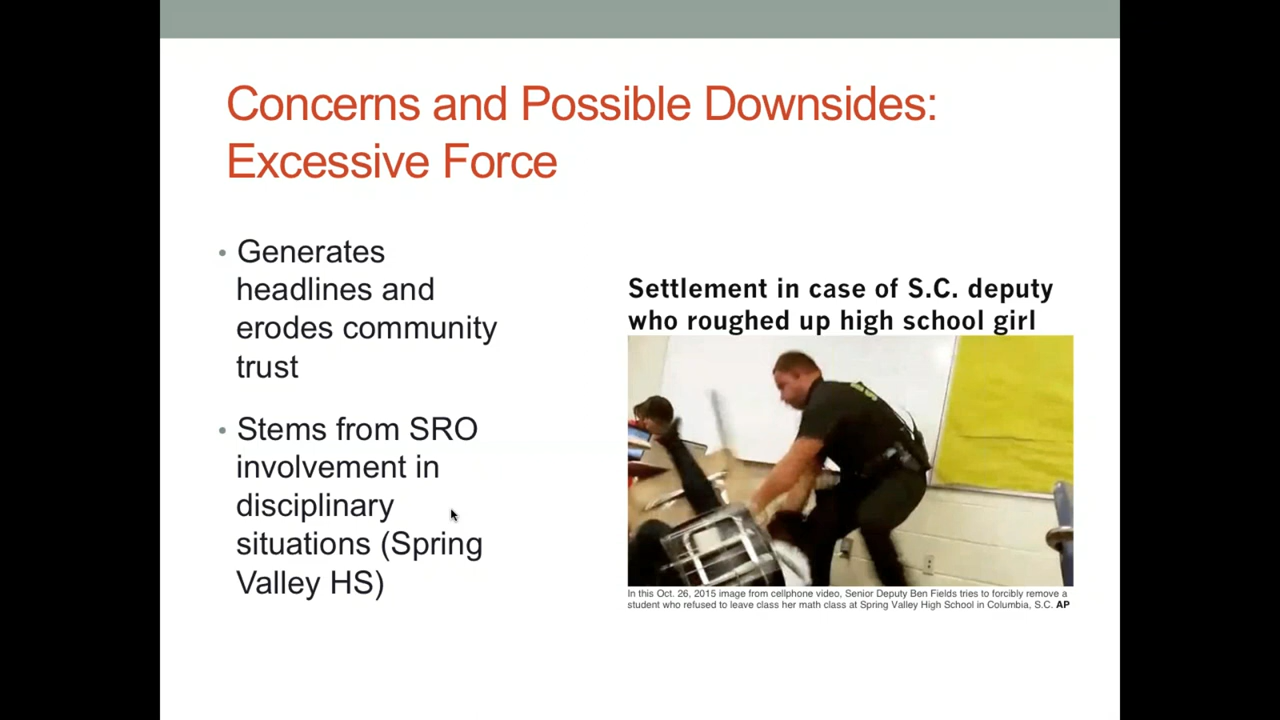 Concerns and Possible Downsides:
Excessive Force
• Generates
headlines and
erodes community
trust
• Stems from SRO
involvement in
disciplinary
situations (Spring
Valley HS)
Settlement in case of S.C. deputy
who roughed up high school girl
In this Oct. 26, 2015 image from cellphone video, Senior Deputy Ben Fields tries to forcibly remove a
student who refused to leave class her math class at Spring Valley High School in Columbia, S.C. AP